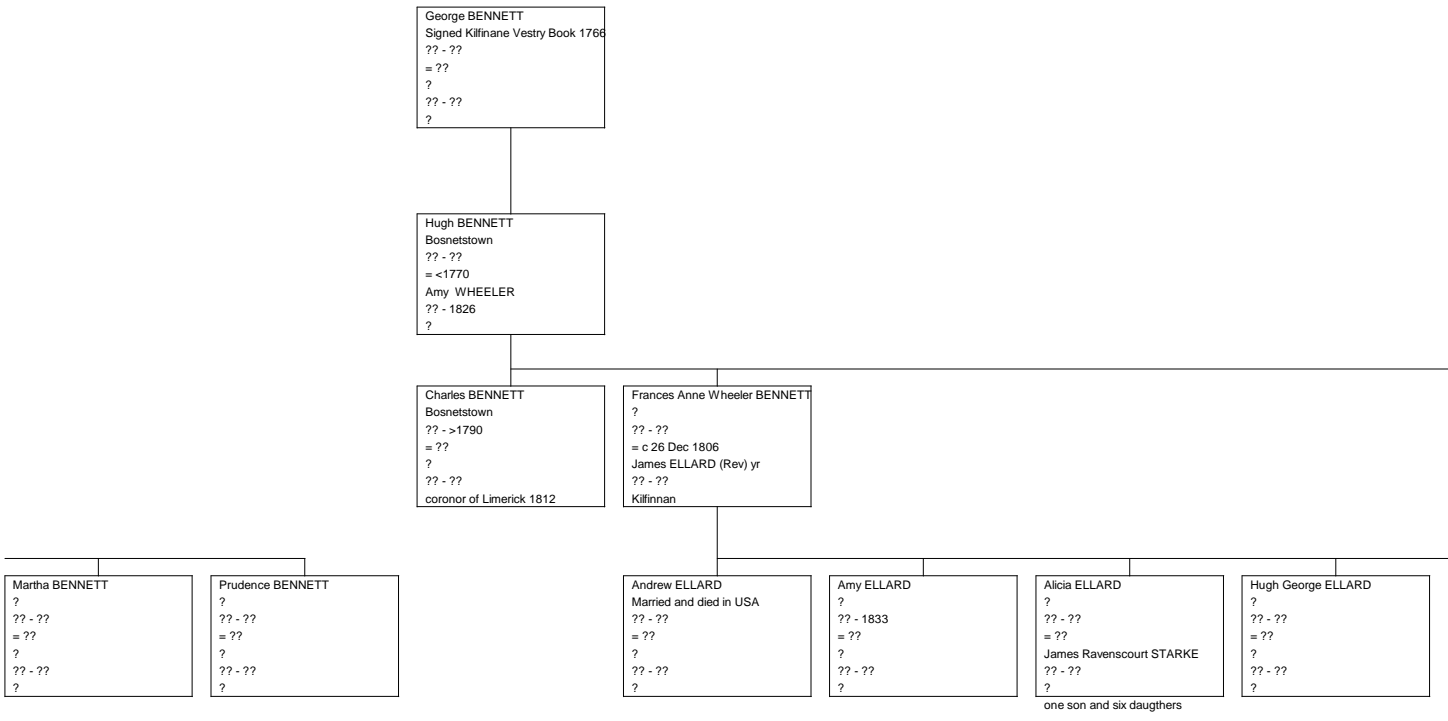 George BENNETT
Signed Kilfinane Vestry Book 1766
?? - ??
= ??
?
?? - ??
?
Hugh BENNETT
Bosnetstown
?? - ??
= <1770
Amy WHEELER
?? - 1826
?
Charles BENNETT
Bosnetstown
?? - >1790
= ??
?
?? - ??
coronor of Limerick 1812
Frances Anne Wheeler BENNETT
?
?? - ??
= c 26 Dec 1806
James ELLARD (Rev) yr
?? - ??
Kilfinnan
Martha BENNETT
?
?? - ??
= ??
?
?? - ??
?
Prudence BENNETT
?
?? - ??
= ??
?
?? - ??
?
Andrew ELLARD
Married and died in USA
?? - ??
= ??
?
?? - ??
?
Amy ELLARD
?
?? - 1833
= ??
?
?? - ??
?
Alicia ELLARD
?
?? - ??
= ??
James Ravenscourt STARKE
?? - ??
?
one son and six daugthers
Hugh George ELLARD
?
?? - ??
= ??
?
?? - ??
?